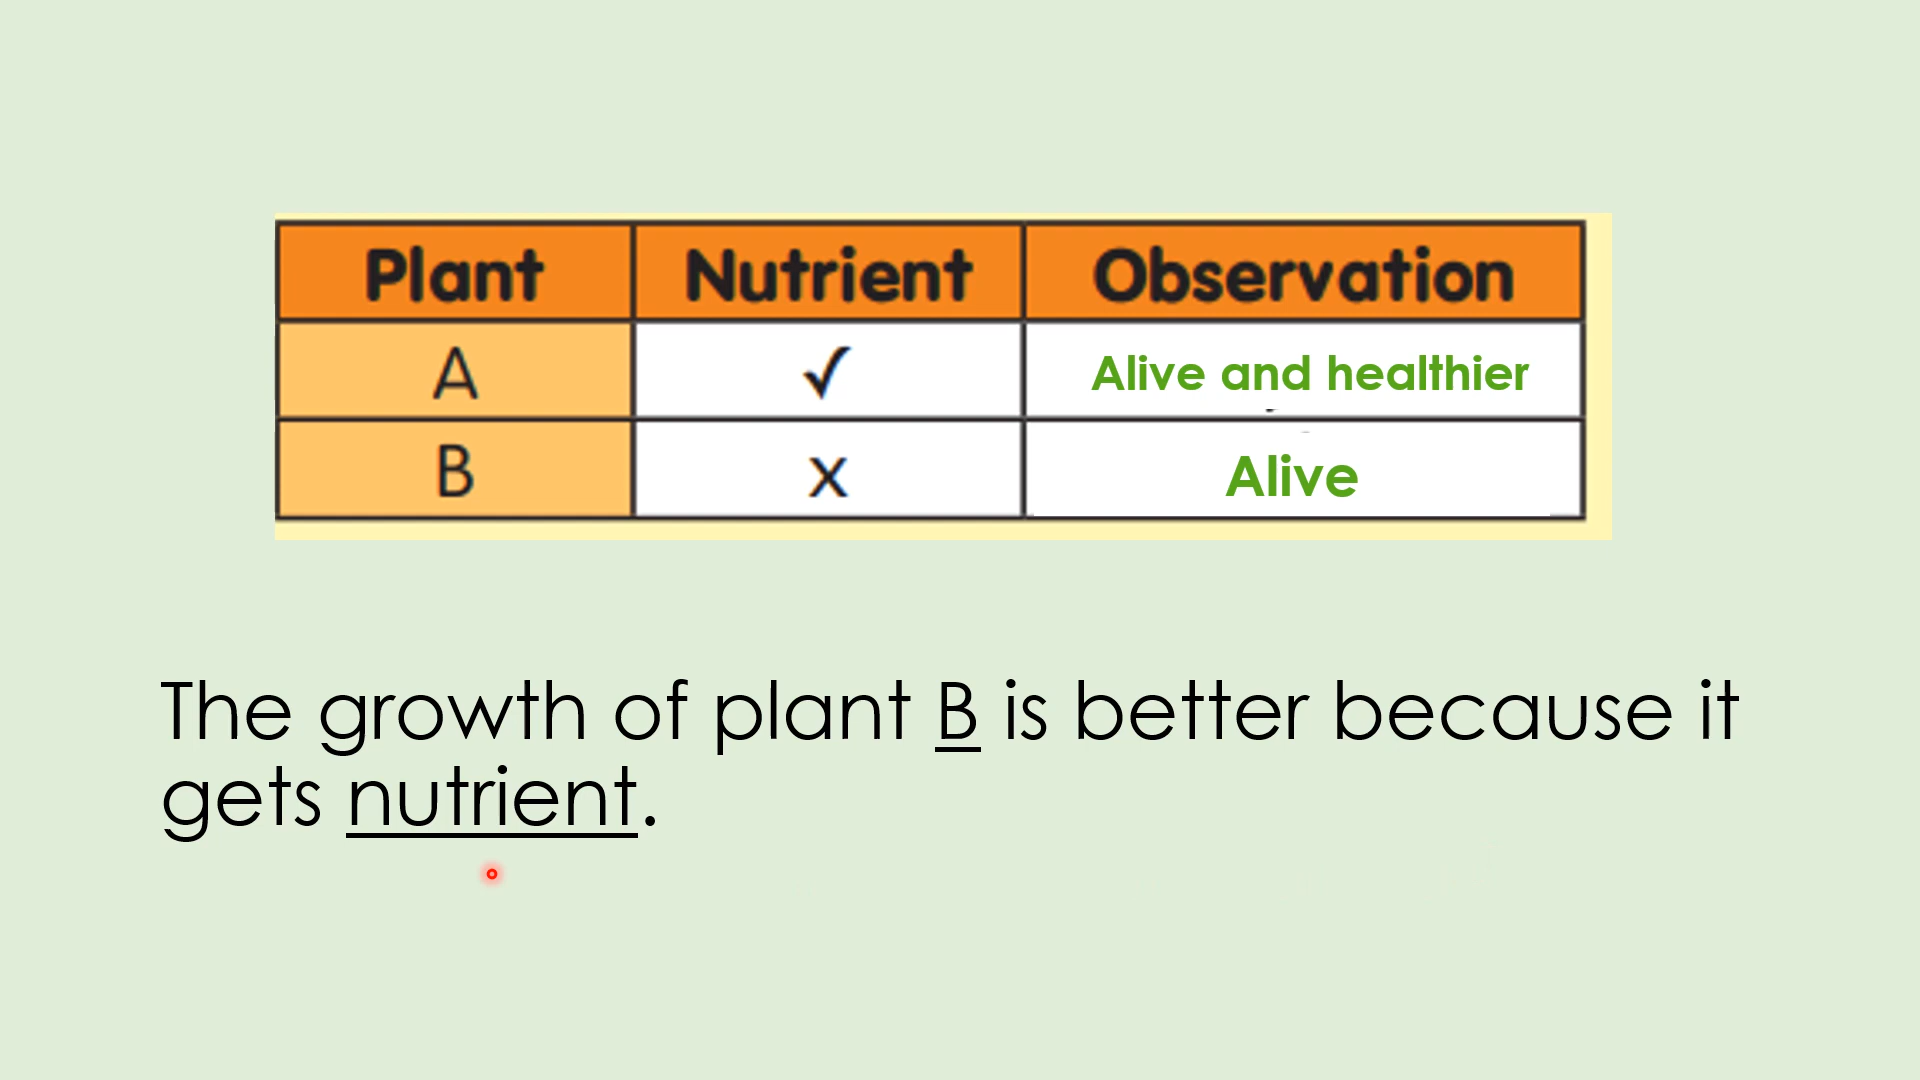 Plant Nutrient Observation
A ✓ Alive and healthier
B x Alive
The growth of plant B is better because it
gets nutrient.